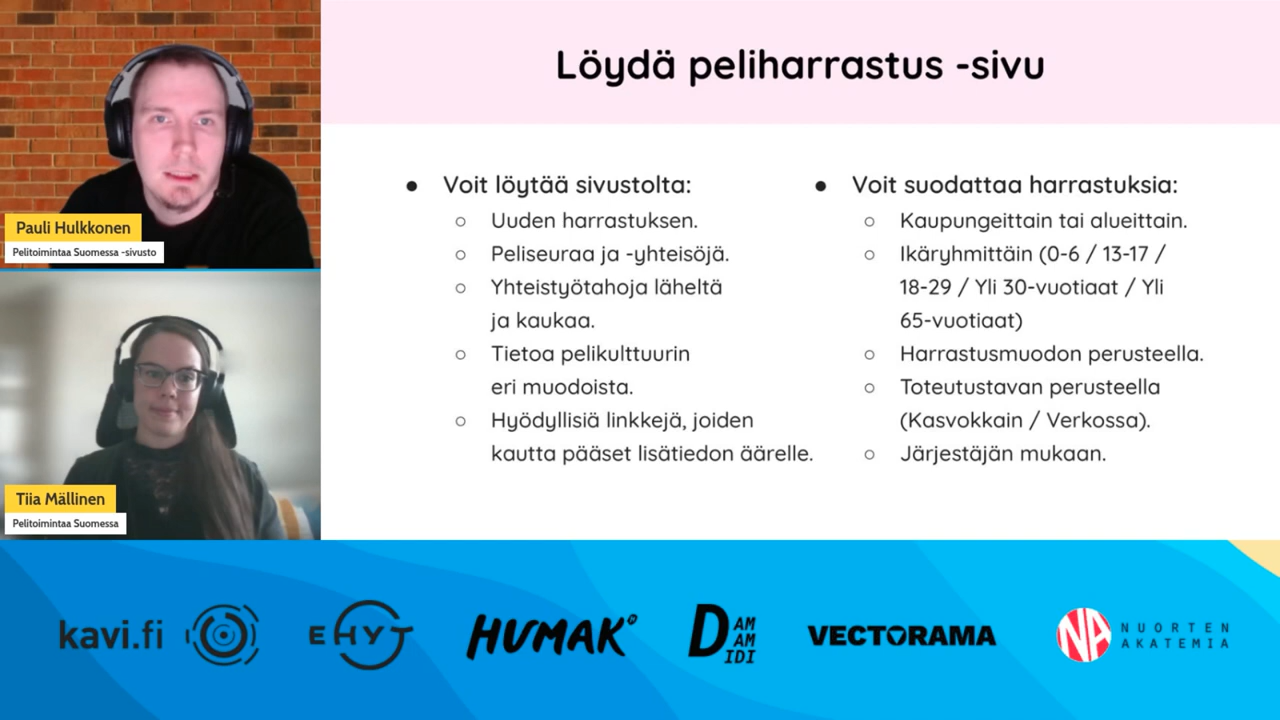 Löydä peliharrastus -sivu
Voit löytää sivustolta:
Uuden harrastuksen.
Peliseuraa ja -yhteisöjä.
Yhteistyötahoja läheltä
ja kaukaa.
Tietoa pelikulttuurin
eri muodoista.
Hyödyllisiä linkkejä, joiden
kautta pääset lisätiedon äärelle.
Voit suodattaa harrastuksia:
Kaupungeittain tai alueittain.
Ikäryhmittäin (0-6 / 13-17 /
18-29 / Yli 30-vuotiaat / Yli
65-vuotiaat)
Harrastusmuodon perusteella.
Toteutustavan perusteella
(Kasvokkain / Verkossa).
Järjestäjän mukaan.
Pauli Hulkkonen
Pelitoimintaa Suomessa -sivusto
Tiia Mällinen
Pelitoimintaa Suomessa
kavi.fi
EHYT
HUMAK
DAM
AM
IDI
VECTORAMA
NA
NUORTEN
AKATEMIA